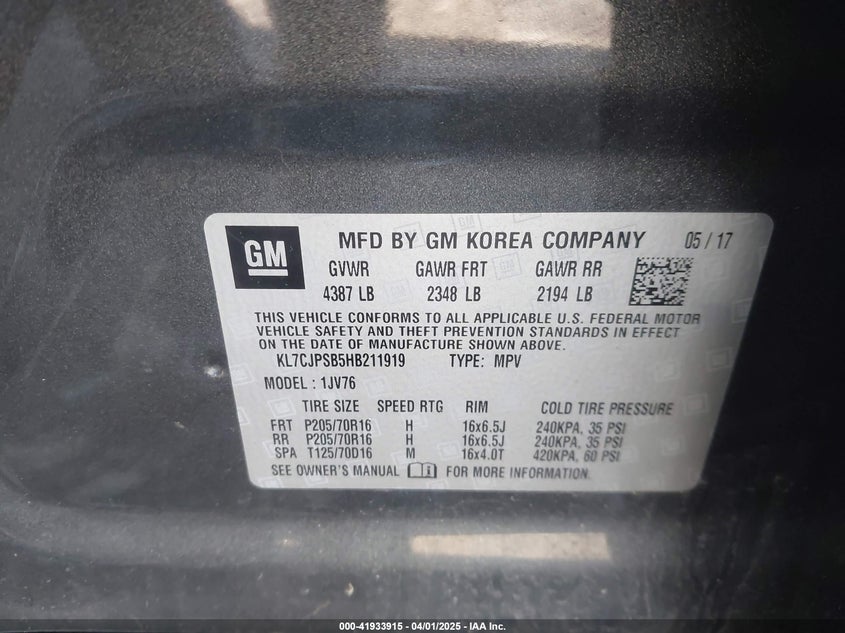 GM MFD BY GM KOREA COMPANY 05 / 17
GVWR GAWR FRT GAWR RR
4387 LB 2348 LB 2194 LB
THIS VEHICLE CONFORMS TO ALL APPLICABLE U.S. FEDERAL MOTOR
VEHICLE SAFETY AND THEFT PREVENTION STANDARDS IN EFFECT
ON THE DATE OF MANUFACTURE SHOWN ABOVE.
KL7CJPSB5HB211919 TYPE: MPV
MODEL : 1JV76
TIRE SIZE SPEED RTG RIM COLD TIRE PRESSURE
FRT P205/70R16 H 16x6.5J 240KPA, 35 PSI
RR P205/70R16 H 16x6.5J 240KPA, 35 PSI
SPA T125/70D16 M 16x4.0T 420KPA, 60 PSI
SEE OWNER'S MANUAL FOR MORE INFORMATION.
000-41933915 - 04/01/2025 - IAA Inc.